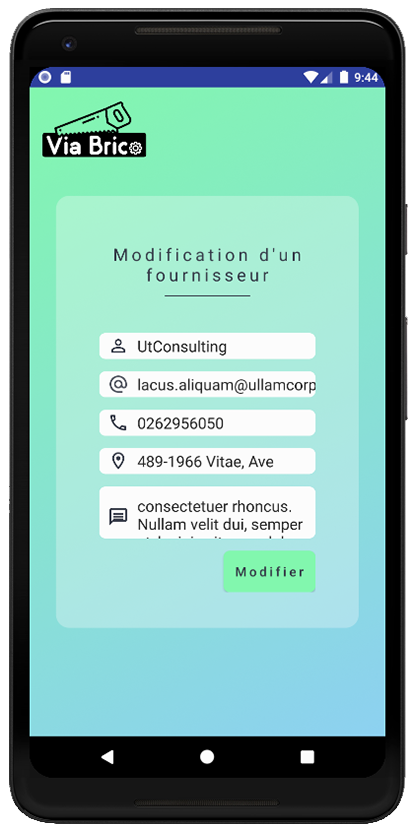 9:44
Via Brico
Modification d'un
fournisseur
UtConsulting
lacus.aliquam@ullamcorp
0262956050
489-1966 Vitae, Ave
consectetuer rhoncus.
Nullam velit dui, semper
Modifier